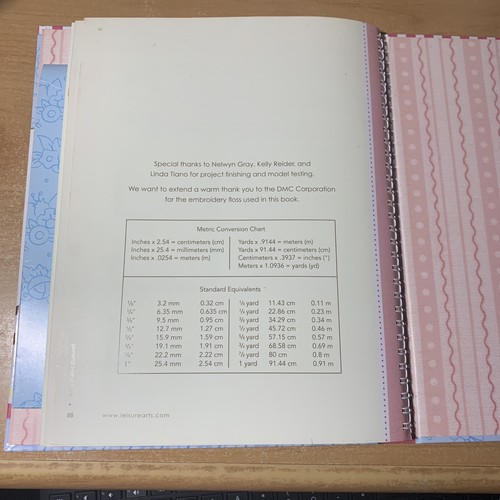 Special thanks to Nelwyn Gray, Kelly Reider, and
Linda Tiano for project finishing and model testing.
We want to extend a warm thank you to the DMC Corporation
for the embroidery floss used in this book.
Metric Conversion Chart
Inches x 2.54 = centimeters (cm)
Inches x 25.4 = millimeters (mm)
Inches x .0254 = meters (m)
Yards x .9144 = meters (m)
Yards x 91.44 = centimeters (cm)
Centimeters x .3937 = inches (")
Meters x 1.0936 = yards (yd)
Standard Equivalents
⅛" 3.2 mm 0.32 cm ⅛ yard 11.43 cm 0.11 m
¼" 6.35 mm 0.635 cm ¼ yard 22.86 cm 0.23 m
⅜" 9.5 mm 0.95 cm ⅜ yard 34.29 cm 0.34 m
½" 12.7 mm 1.27 cm ½ yard 45.72 cm 0.46 m
⅝" 15.9 mm 1.59 cm ⅝ yard 57.15 cm 0.57 m
¾" 19.1 mm 1.91 cm ¾ yard 68.58 cm 0.69 m
⅞" 22.2 mm 2.22 cm ⅞ yard 80 cm 0.8 m
1" 25.4 mm 2.54 cm 1 yard 91.44 cm 0.91 m
www.leisurearts.com